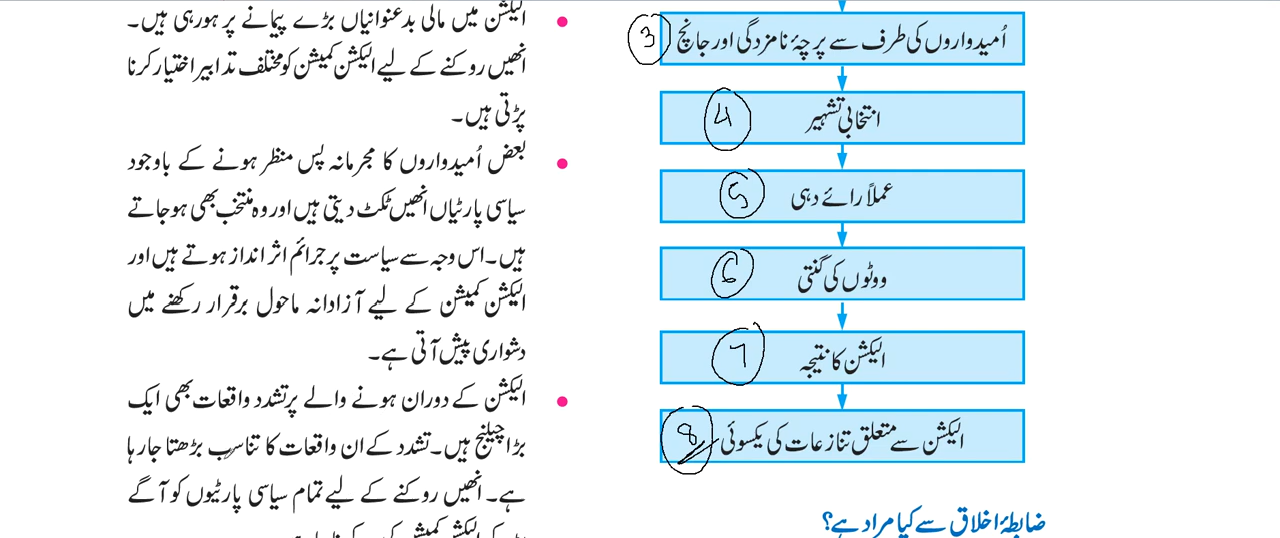 اُمیدواروں کی طرف سے پرچۂ نامزدگی اور جانچ 3
انتخابی تشہیر 4
عملاً رائے دہی 5
ووٹوں کی گنتی 6
الیکشن کا نتیجہ 7
الیکشن سے متعلق تنازعات کی یکسوئی 8
ضابطۂ اخلاق سے کیا مراد ہے؟
• الیکشن میں مالی بدعنوانیاں بڑے پیمانے پر ہورہی ہیں۔
انھیں روکنے کے لیے الیکشن کمیشن کو مختلف تدابیر اختیار کرنا
پڑتی ہیں۔
• بعض اُمیدواروں کا مجرمانہ پس منظر ہونے کے باوجود
سیاسی پارٹیاں انھیں ٹکٹ دیتی ہیں اور وہ منتخب بھی ہوجاتے
ہیں۔ اس وجہ سے سیاست پر جرائم اثر انداز ہوتے ہیں اور
الیکشن کمیشن کے لیے آزادانہ ماحول برقرار رکھنے میں
دشواری پیش آتی ہے۔
• الیکشن کے دوران ہونے والے پرتشدد واقعات بھی ایک
بڑا چیلنج ہیں۔ تشدد کے ان واقعات کا تناسب بڑھتا جارہا
ہے۔ انھیں روکنے کے لیے تمام سیاسی پارٹیوں کو آگے